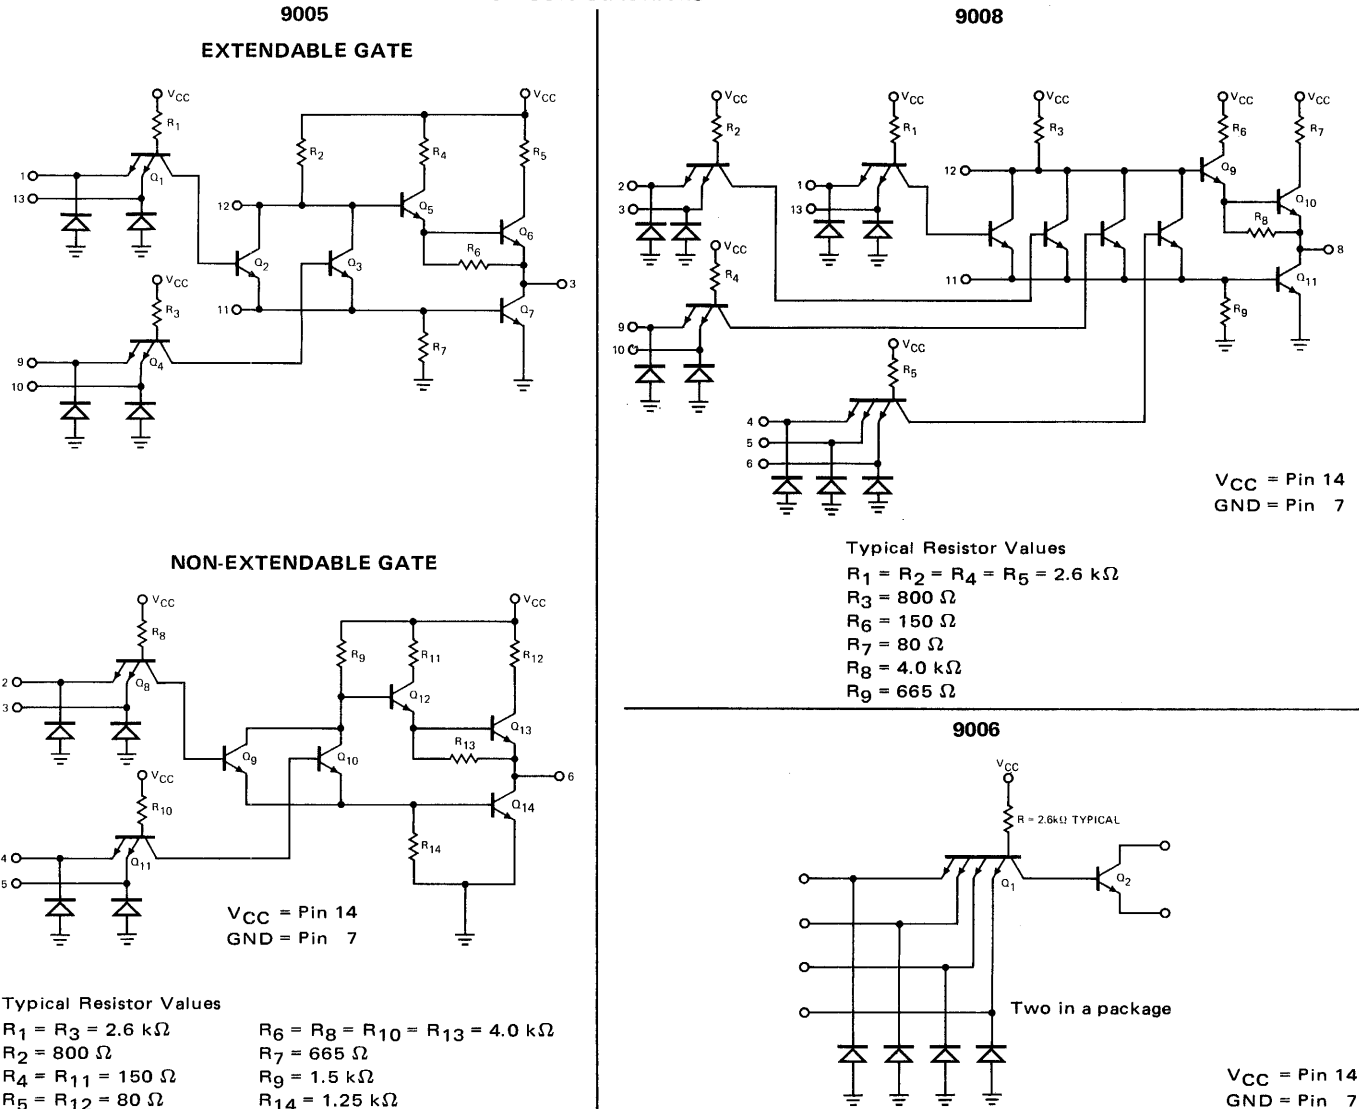 9005
EXTENDABLE GATE
VCC
R1
VCC
R2
R4
R5
1
Q1
13
12
Q5
Q6
R6
Q2
Q3
VCC
3
R3
11
Q7
9
Q4
R7
10
NON-EXTENDABLE GATE
VCC
VCC
R8
R9
R11
R12
2
Q8
Q12
3
Q13
R13
Q9
Q10
VCC
6
R10
Q14
4
Q11
R14
5
VCC = Pin 14
GND = Pin 7
Typical Resistor Values
R1 = R3 = 2.6 kΩ
R2 = 800 Ω
R4 = R11 = 150 Ω
R5 = R12 = 80 Ω
R6 = R8 = R10 = R13 = 4.0 kΩ
R7 = 665 Ω
R9 = 1.5 kΩ
R14 = 1.25 kΩ
9008
VCC
VCC
VCC
VCC
VCC
R2
R1
R3
R6
R7
12
Q9
2
1
3
13
Q10
R8
VCC
8
R4
11
Q11
R9
9
10
VCC
R5
4
5
6
VCC = Pin 14
GND = Pin 7
Typical Resistor Values
R1 = R2 = R4 = R5 = 2.6 kΩ
R3 = 800 Ω
R6 = 150 Ω
R7 = 80 Ω
R8 = 4.0 kΩ
R9 = 665 Ω
9006
VCC
R = 2.6kΩ TYPICAL
Q1
Q2
Two in a package
VCC = Pin 14
GND = Pin 7